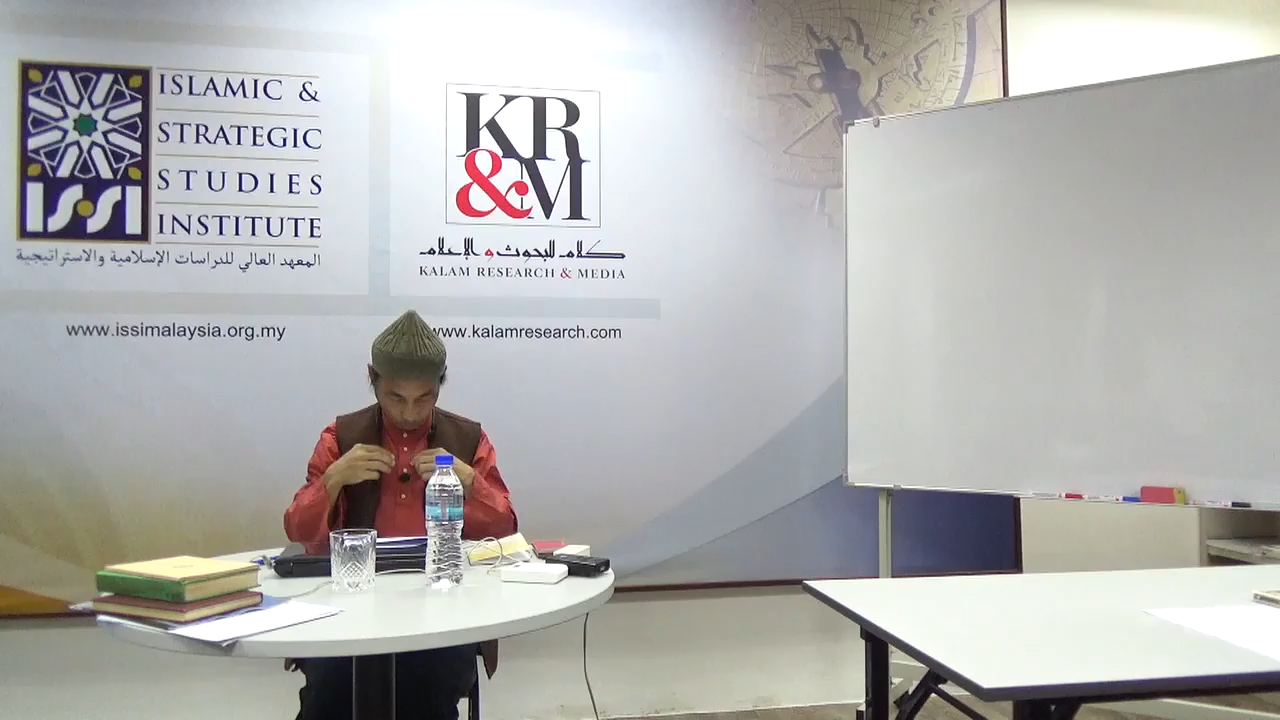 ISLAMIC &
STRATEGIC
STUDIES
INSTITUTE
ISSI
المعهد العالي للدراسات الإسلامية والاستراتيجية
www.issimalaysia.org.my
KR
&M
كلام للبحوث والإعلام
KALAM RESEARCH & MEDIA
www.kalamresearch.com